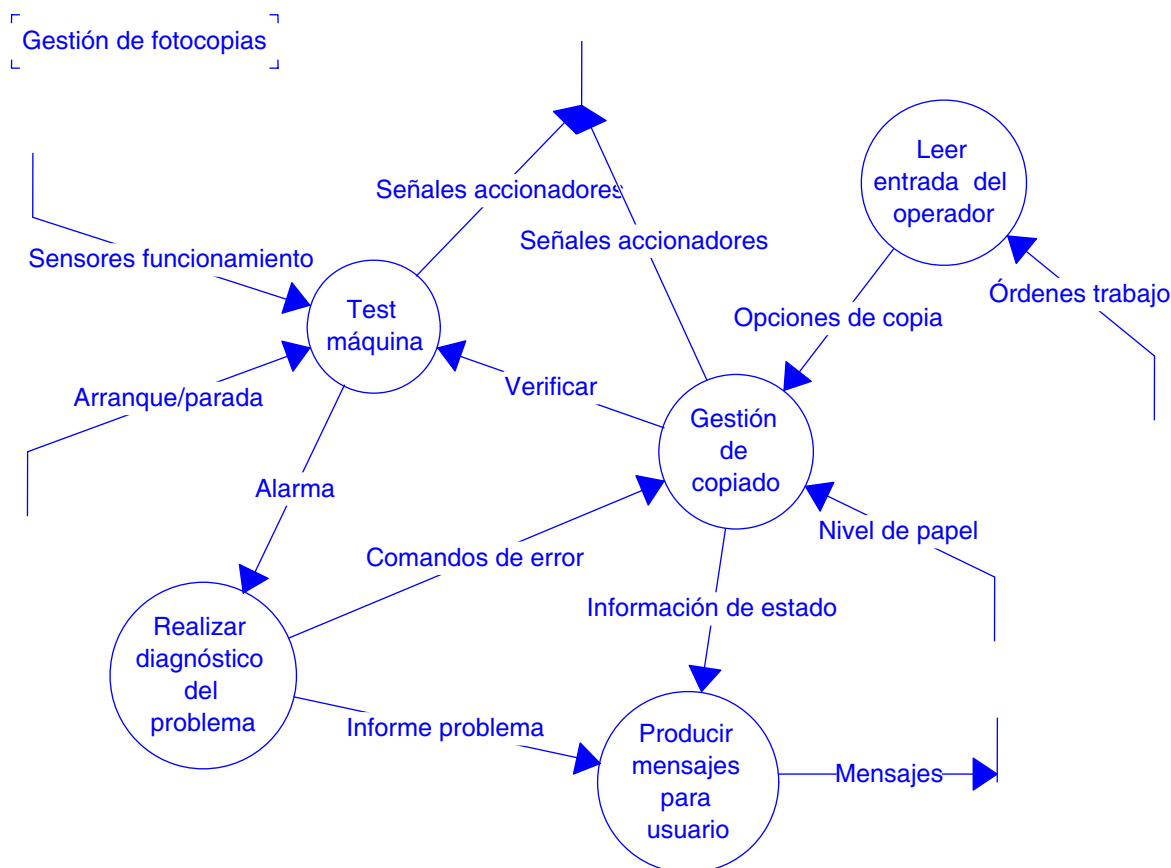 Gestión de fotocopias
Señales accionadores
Leer
entrada del
operador
Sensores funcionamiento
Señales accionadores
Órdenes trabajo
Test
máquina
Opciones de copia
Arranque/parada
Verificar
Gestión
de
copiado
Alarma
Nivel de papel
Comandos de error
Información de estado
Realizar
diagnóstico
del
problema
Informe problema
Producir
mensajes
para
usuario
Mensajes